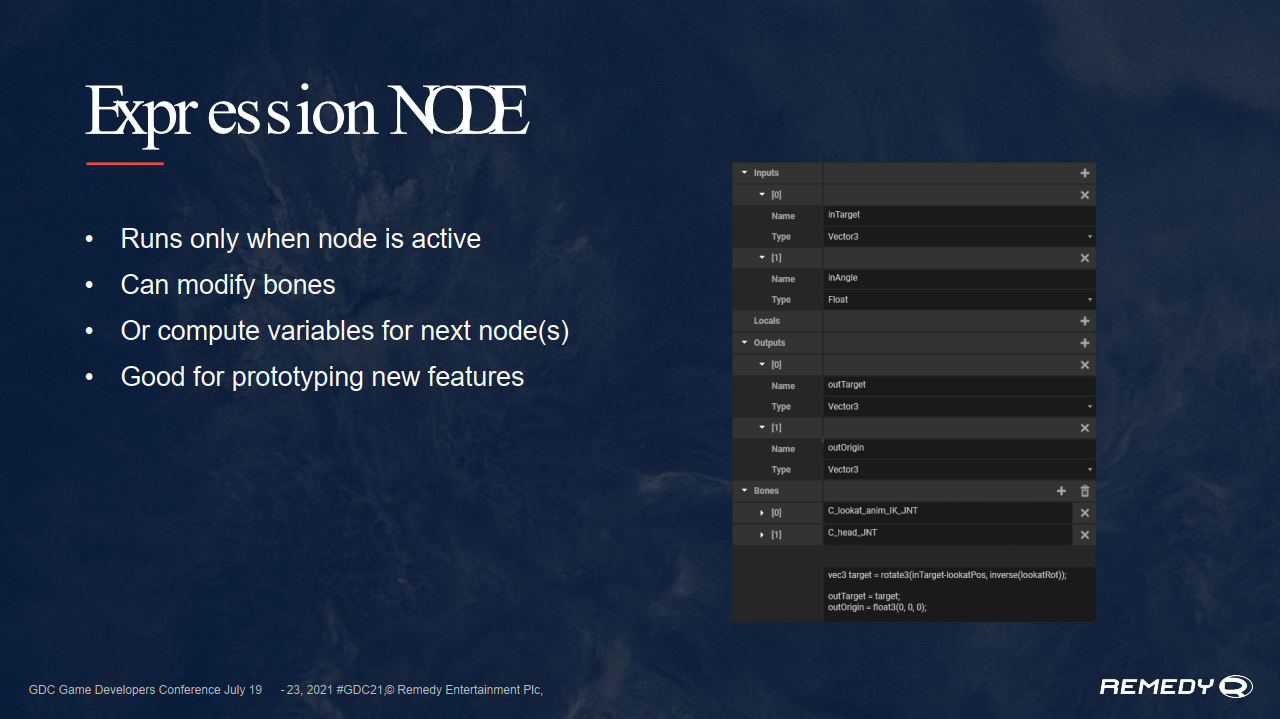 Expression NODE
• Runs only when node is active
• Can modify bones
• Or compute variables for next node(s)
• Good for prototyping new features
Inputs
[0]
Name inTarget
Type Vector3
[1]
Name inAngle
Type Float
Locals
Outputs
[0]
Name outTarget
Type Vector3
[1]
Name outOrigin
Type Vector3
Bones
[0] C_lookat_anim_IK_JNT
[1] C_head_JNT
vec3 target = rotate3(inTarget-lookatPos, inverse(lookatRot));
outTarget = target;
outOrigin = float3(0, 0, 0);
GDC Game Developers Conference July 19 -23, 2021 #GDC21,© Remedy Entertainment Plc,
REMEDY